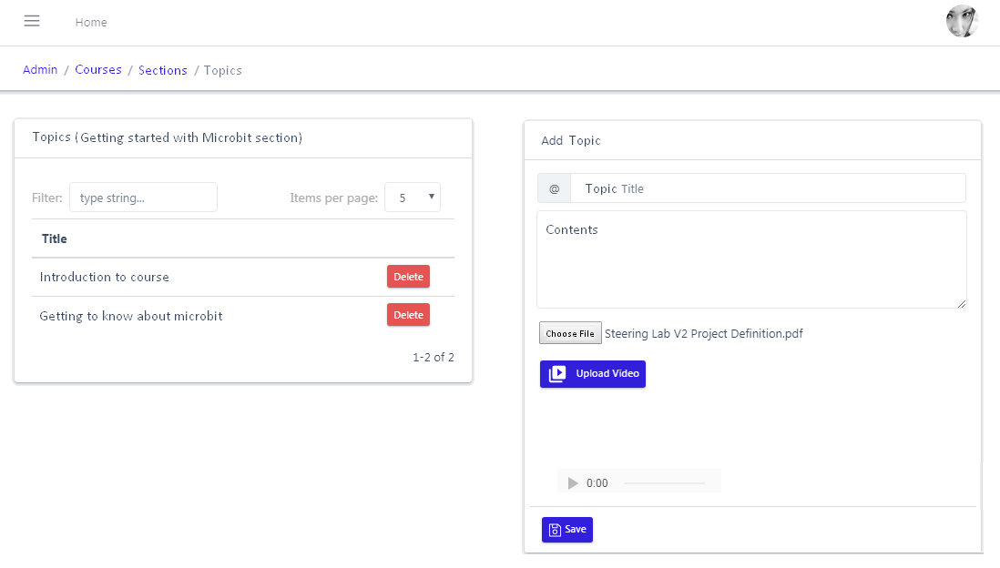 Home
Admin / Courses / Sections / Topics
Topics (Getting started with Microbit section)
Filter: type string... Items per page: 5
Title
Introduction to course Delete
Getting to know about microbit Delete
1-2 of 2
Add Topic
@ Topic Title
Contents
Choose File Steering Lab V2 Project Definition.pdf
Upload Video
0:00
Save